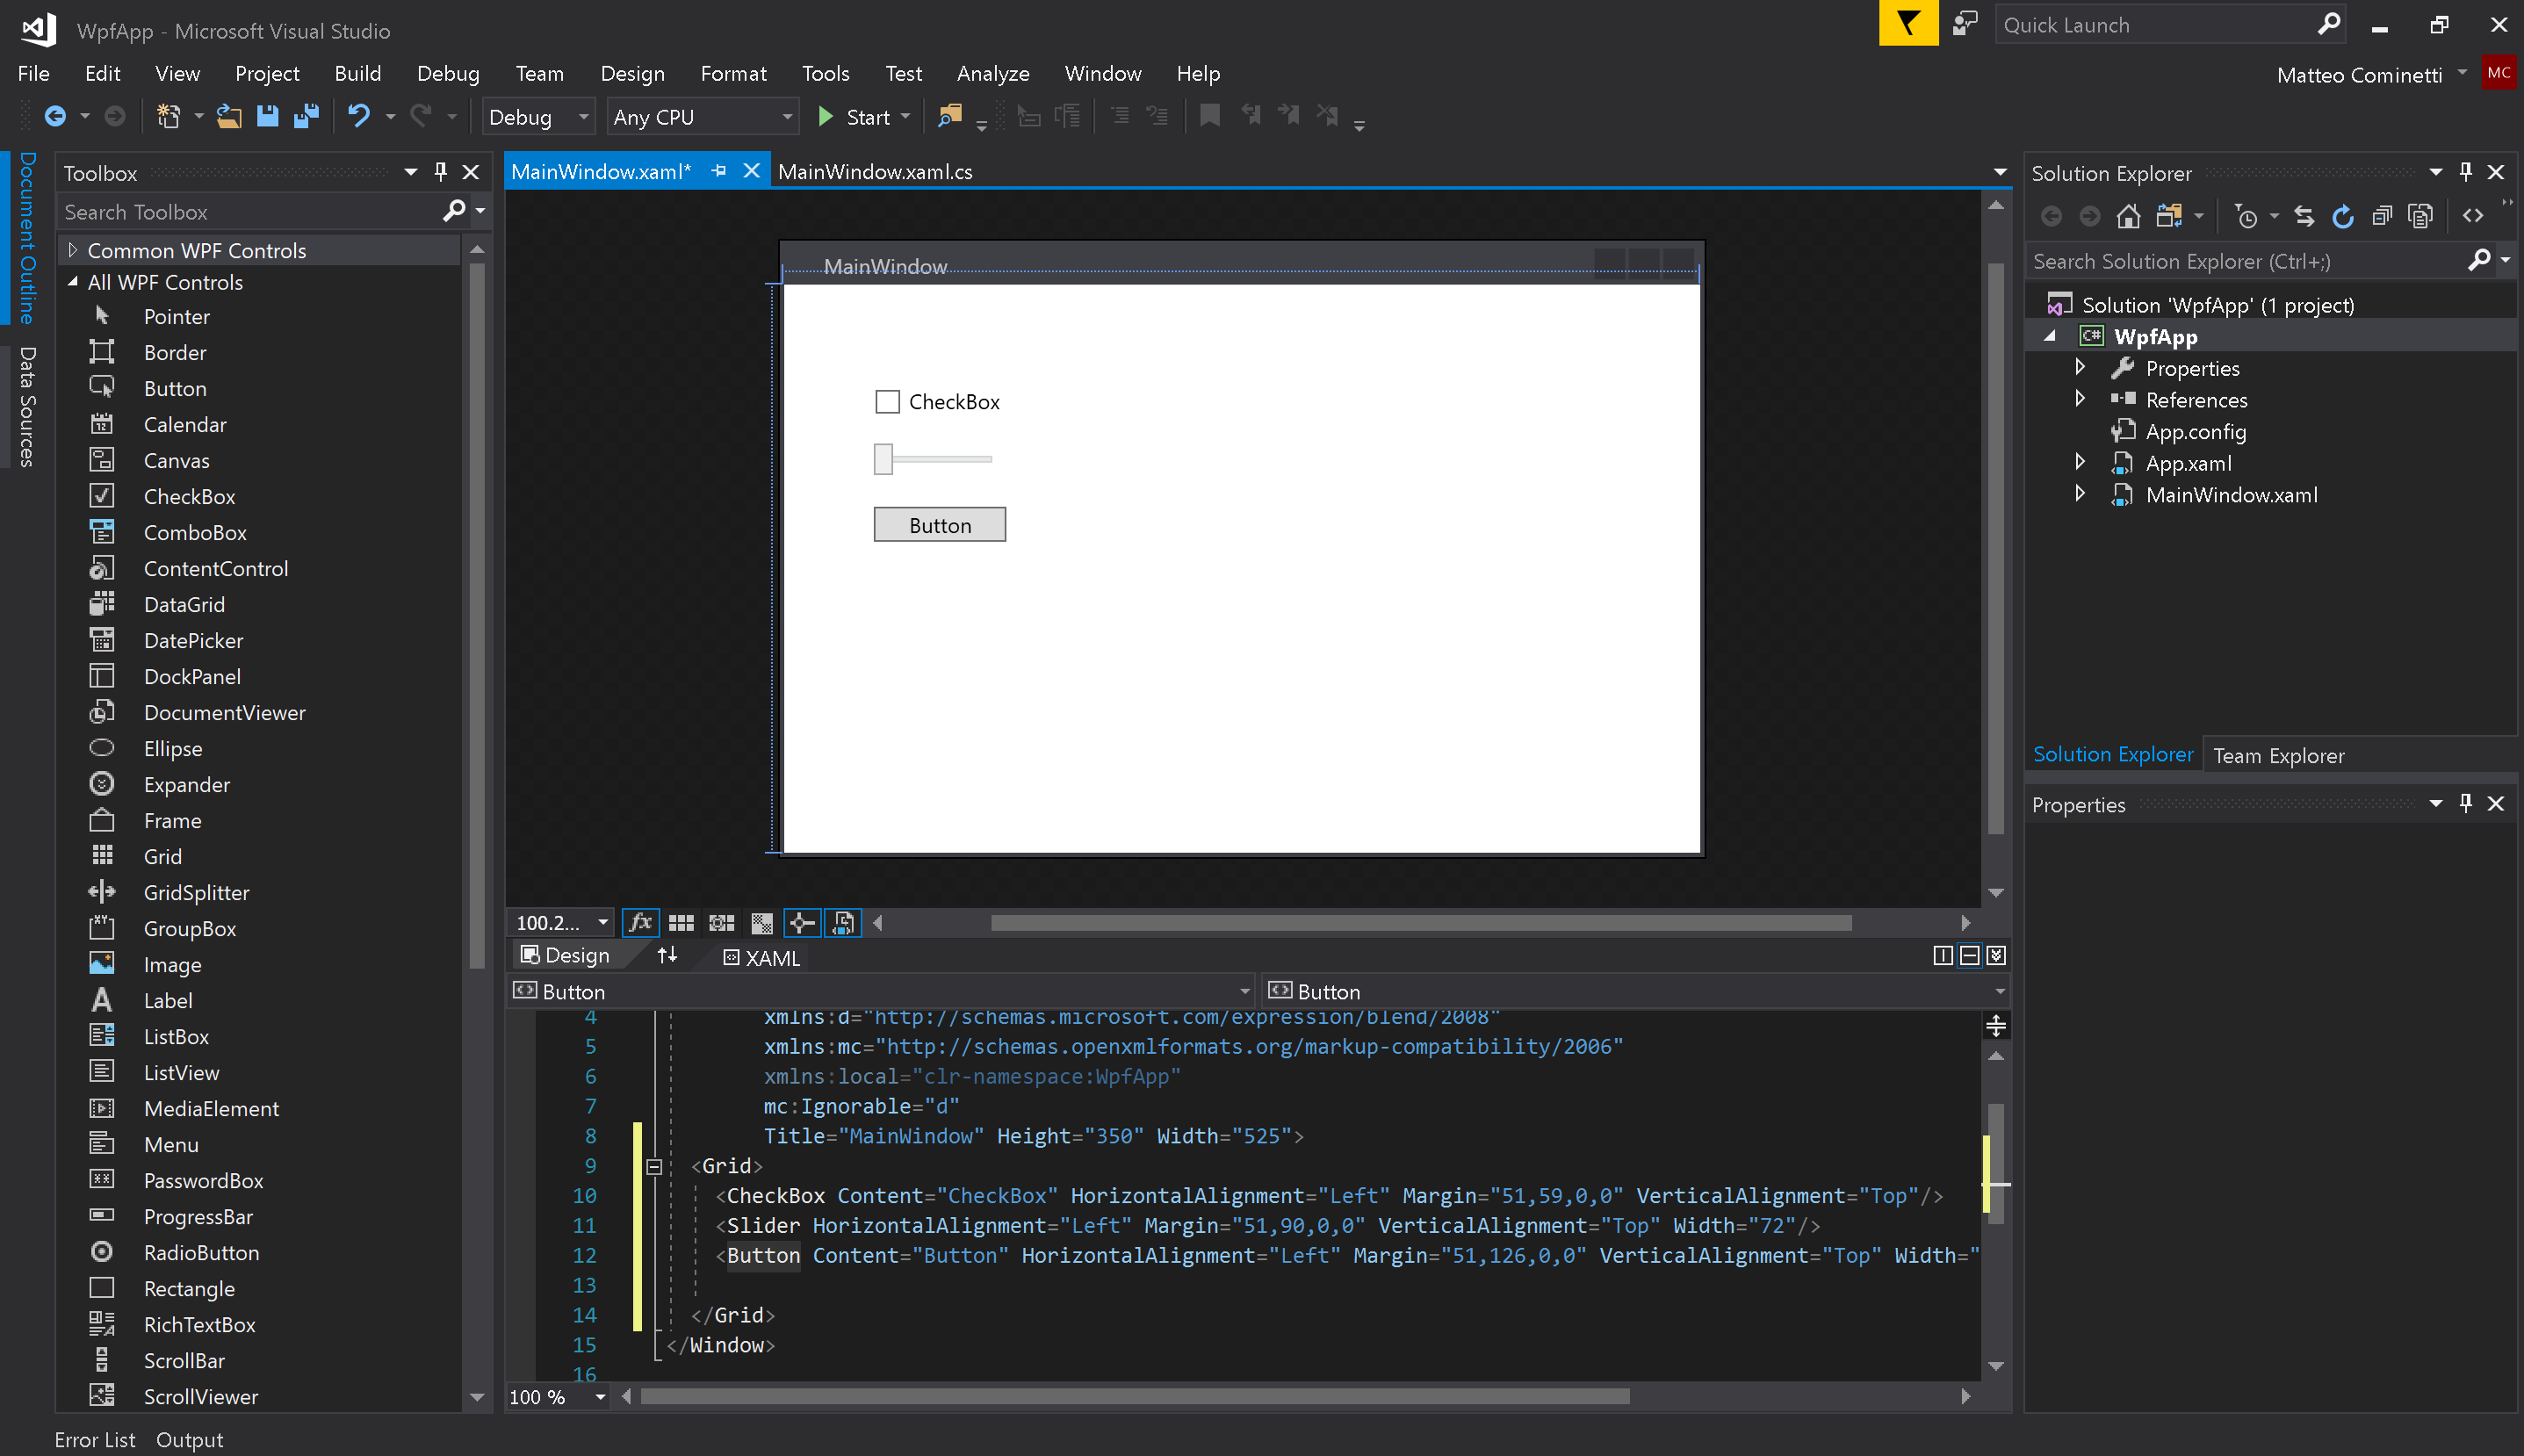 WpfApp - Microsoft Visual Studio
Quick Launch
File Edit View Project Build Debug Team Design Format Tools Test Analyze Window Help
Matteo Cominetti MC
Debug Any CPU Start
Document Outline
Data Sources
Toolbox
Search Toolbox
Common WPF Controls
All WPF Controls
Pointer
Border
Button
Calendar
Canvas
CheckBox
ComboBox
ContentControl
DataGrid
DatePicker
DockPanel
DocumentViewer
Ellipse
Expander
Frame
Grid
GridSplitter
GroupBox
Image
Label
ListBox
ListView
MediaElement
Menu
PasswordBox
ProgressBar
RadioButton
Rectangle
RichTextBox
ScrollBar
ScrollViewer
MainWindow.xaml* MainWindow.xaml.cs
MainWindow
CheckBox
Button
100.2... fx
Design XAML
Button Button
4 xmlns:d="http://schemas.microsoft.com/expression/blend/2008"
5 xmlns:mc="http://schemas.openxmlformats.org/markup-compatibility/2006"
6 xmlns:local="clr-namespace:WpfApp"
7 mc:Ignorable="d"
8 Title="MainWindow" Height="350" Width="525">
9 <Grid>
10 <CheckBox Content="CheckBox" HorizontalAlignment="Left" Margin="51,59,0,0" VerticalAlignment="Top"/>
11 <Slider HorizontalAlignment="Left" Margin="51,90,0,0" VerticalAlignment="Top" Width="72"/>
12 <Button Content="Button" HorizontalAlignment="Left" Margin="51,126,0,0" VerticalAlignment="Top" Width="
13
14 </Grid>
15 </Window>
16
100 %
Solution Explorer
Search Solution Explorer (Ctrl+;)
Solution 'WpfApp' (1 project)
C# WpfApp
Properties
References
App.config
App.xaml
MainWindow.xaml
Solution Explorer Team Explorer
Properties
Error List Output